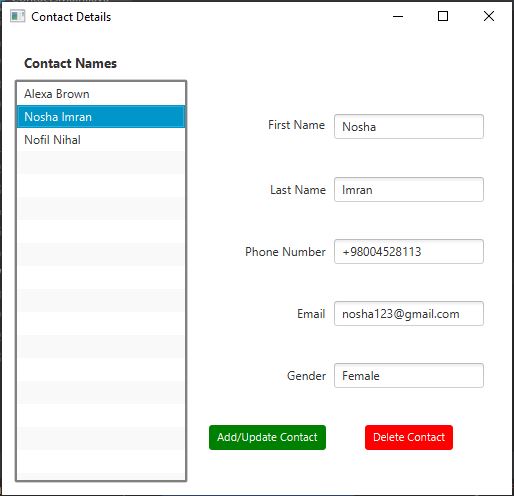 Contact Details
Contact Names
Alexa Brown
Nosha Imran
Nofil Nihal
First Name Nosha
Last Name Imran
Phone Number +98004528113
Email nosha123@gmail.com
Gender Female
Add/Update Contact Delete Contact